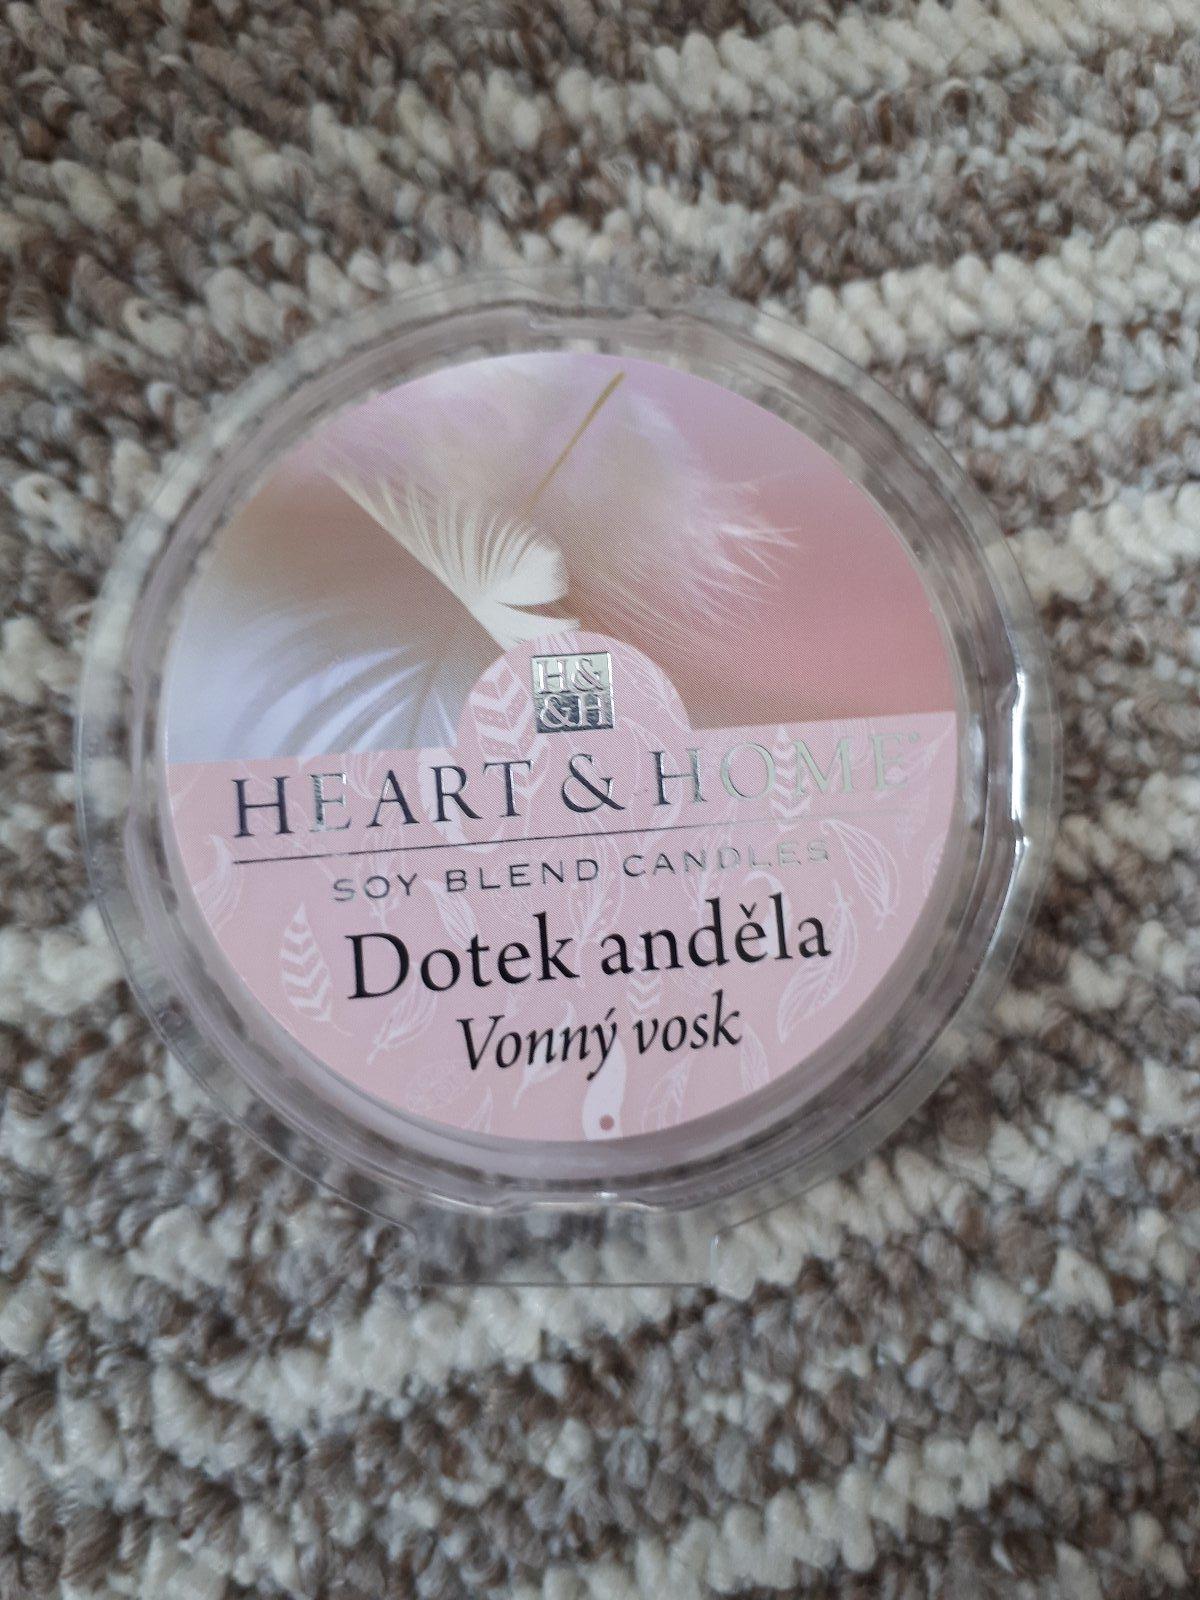 H&
&H
HEART & HOME®
SOY BLEND CANDLES
Dotek anděla
Vonný vosk